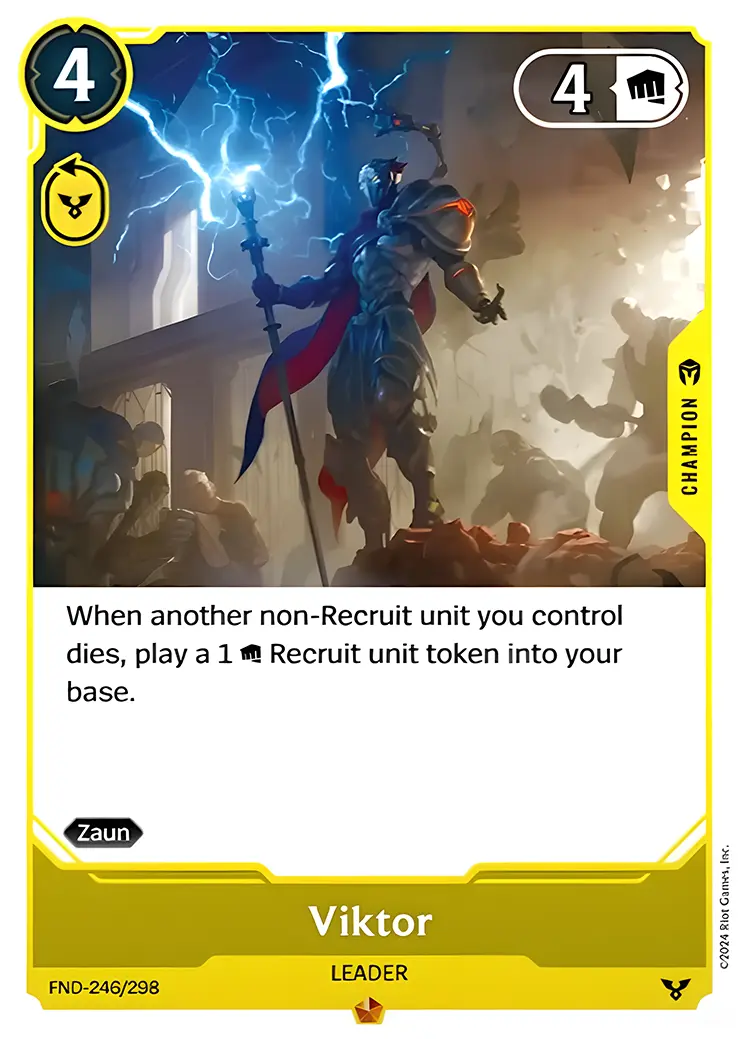 4
4
CHAMPION
When another non-Recruit unit you control
dies, play a 1 Recruit unit token into your
base.
Zaun
Viktor
LEADER
FND-246/298
©2024 Riot Games, Inc.